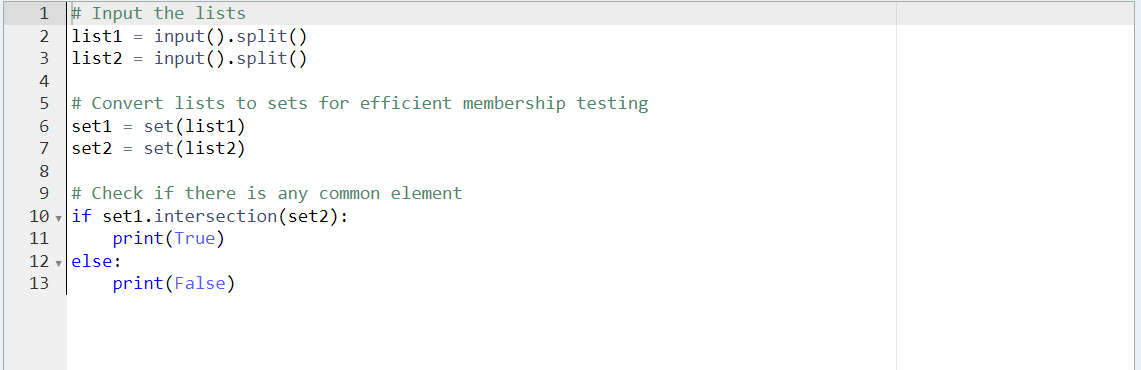 1 # Input the lists
2 list1 = input().split()
3 list2 = input().split()
4
5 # Convert lists to sets for efficient membership testing
6 set1 = set(list1)
7 set2 = set(list2)
8
9 # Check if there is any common element
10 if set1.intersection(set2):
11     print(True)
12 else:
13     print(False)